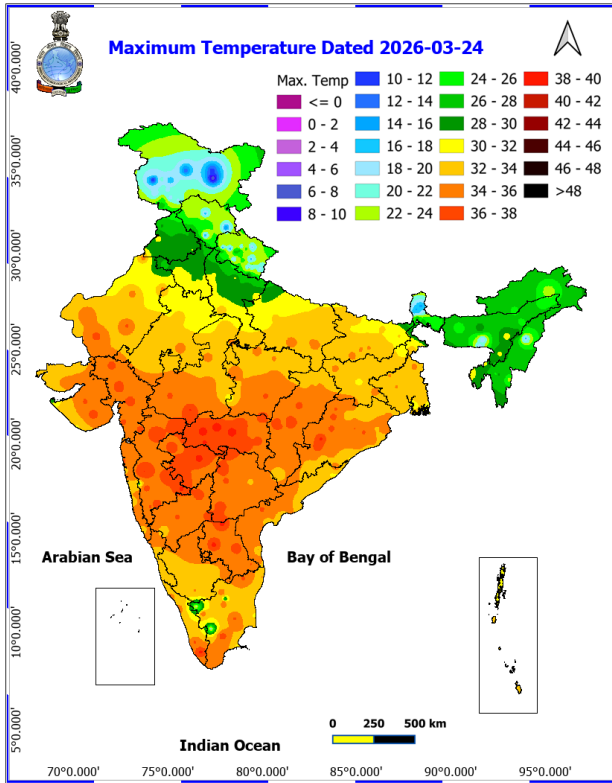 Maximum Temperature Dated 2026-03-24
Max. Temp
<= 0
0 - 2
2 - 4
4 - 6
6 - 8
8 - 10
10 - 12
12 - 14
14 - 16
16 - 18
18 - 20
20 - 22
22 - 24
24 - 26
26 - 28
28 - 30
30 - 32
32 - 34
34 - 36
36 - 38
38 - 40
40 - 42
42 - 44
44 - 46
46 - 48
>48
40°0.000'
35°0.000'
30°0.000'
25°0.000'
20°0.000'
15°0.000'
10°0.000'
5°0.000'
Arabian Sea
Bay of Bengal
Indian Ocean
0 250 500 km
70°0.000' 75°0.000' 80°0.000' 85°0.000' 90°0.000' 95°0.000'